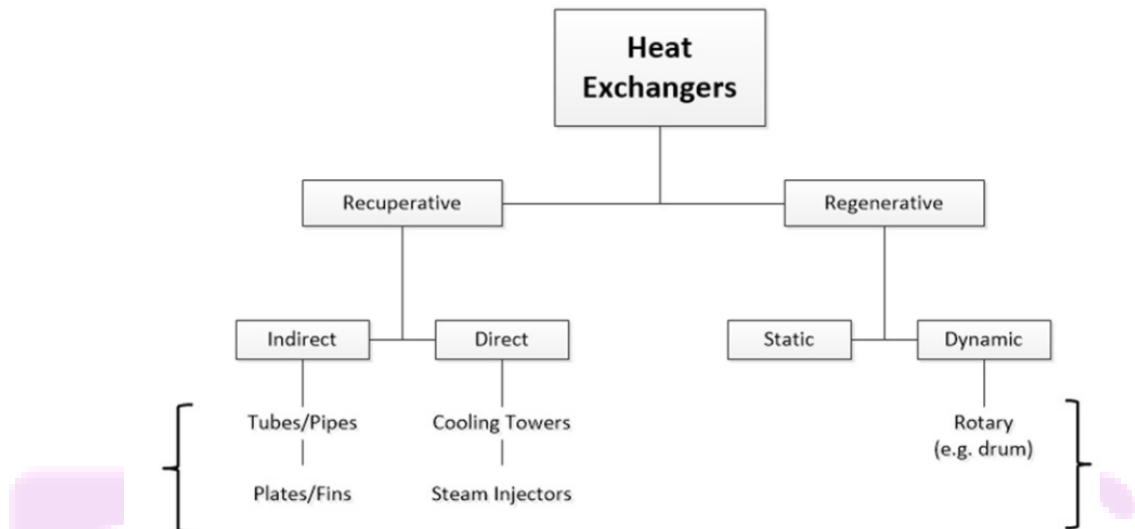 Heat
Exchangers
Recuperative
Regenerative
Indirect
Direct
Static
Dynamic
Tubes/Pipes
Cooling Towers
Rotary
(e.g. drum)
Plates/Fins
Steam Injectors